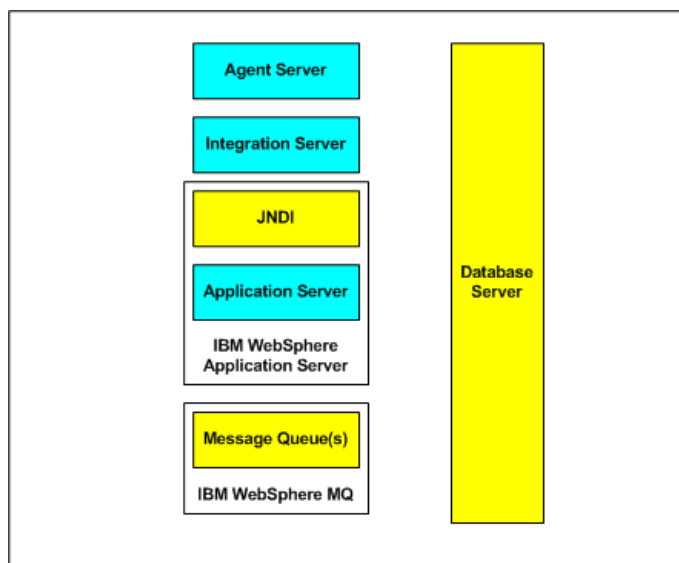 Agent Server
Integration Server
JNDI
Application Server
IBM WebSphere
Application Server
Message Queue(s)
IBM WebSphere MQ
Database
Server